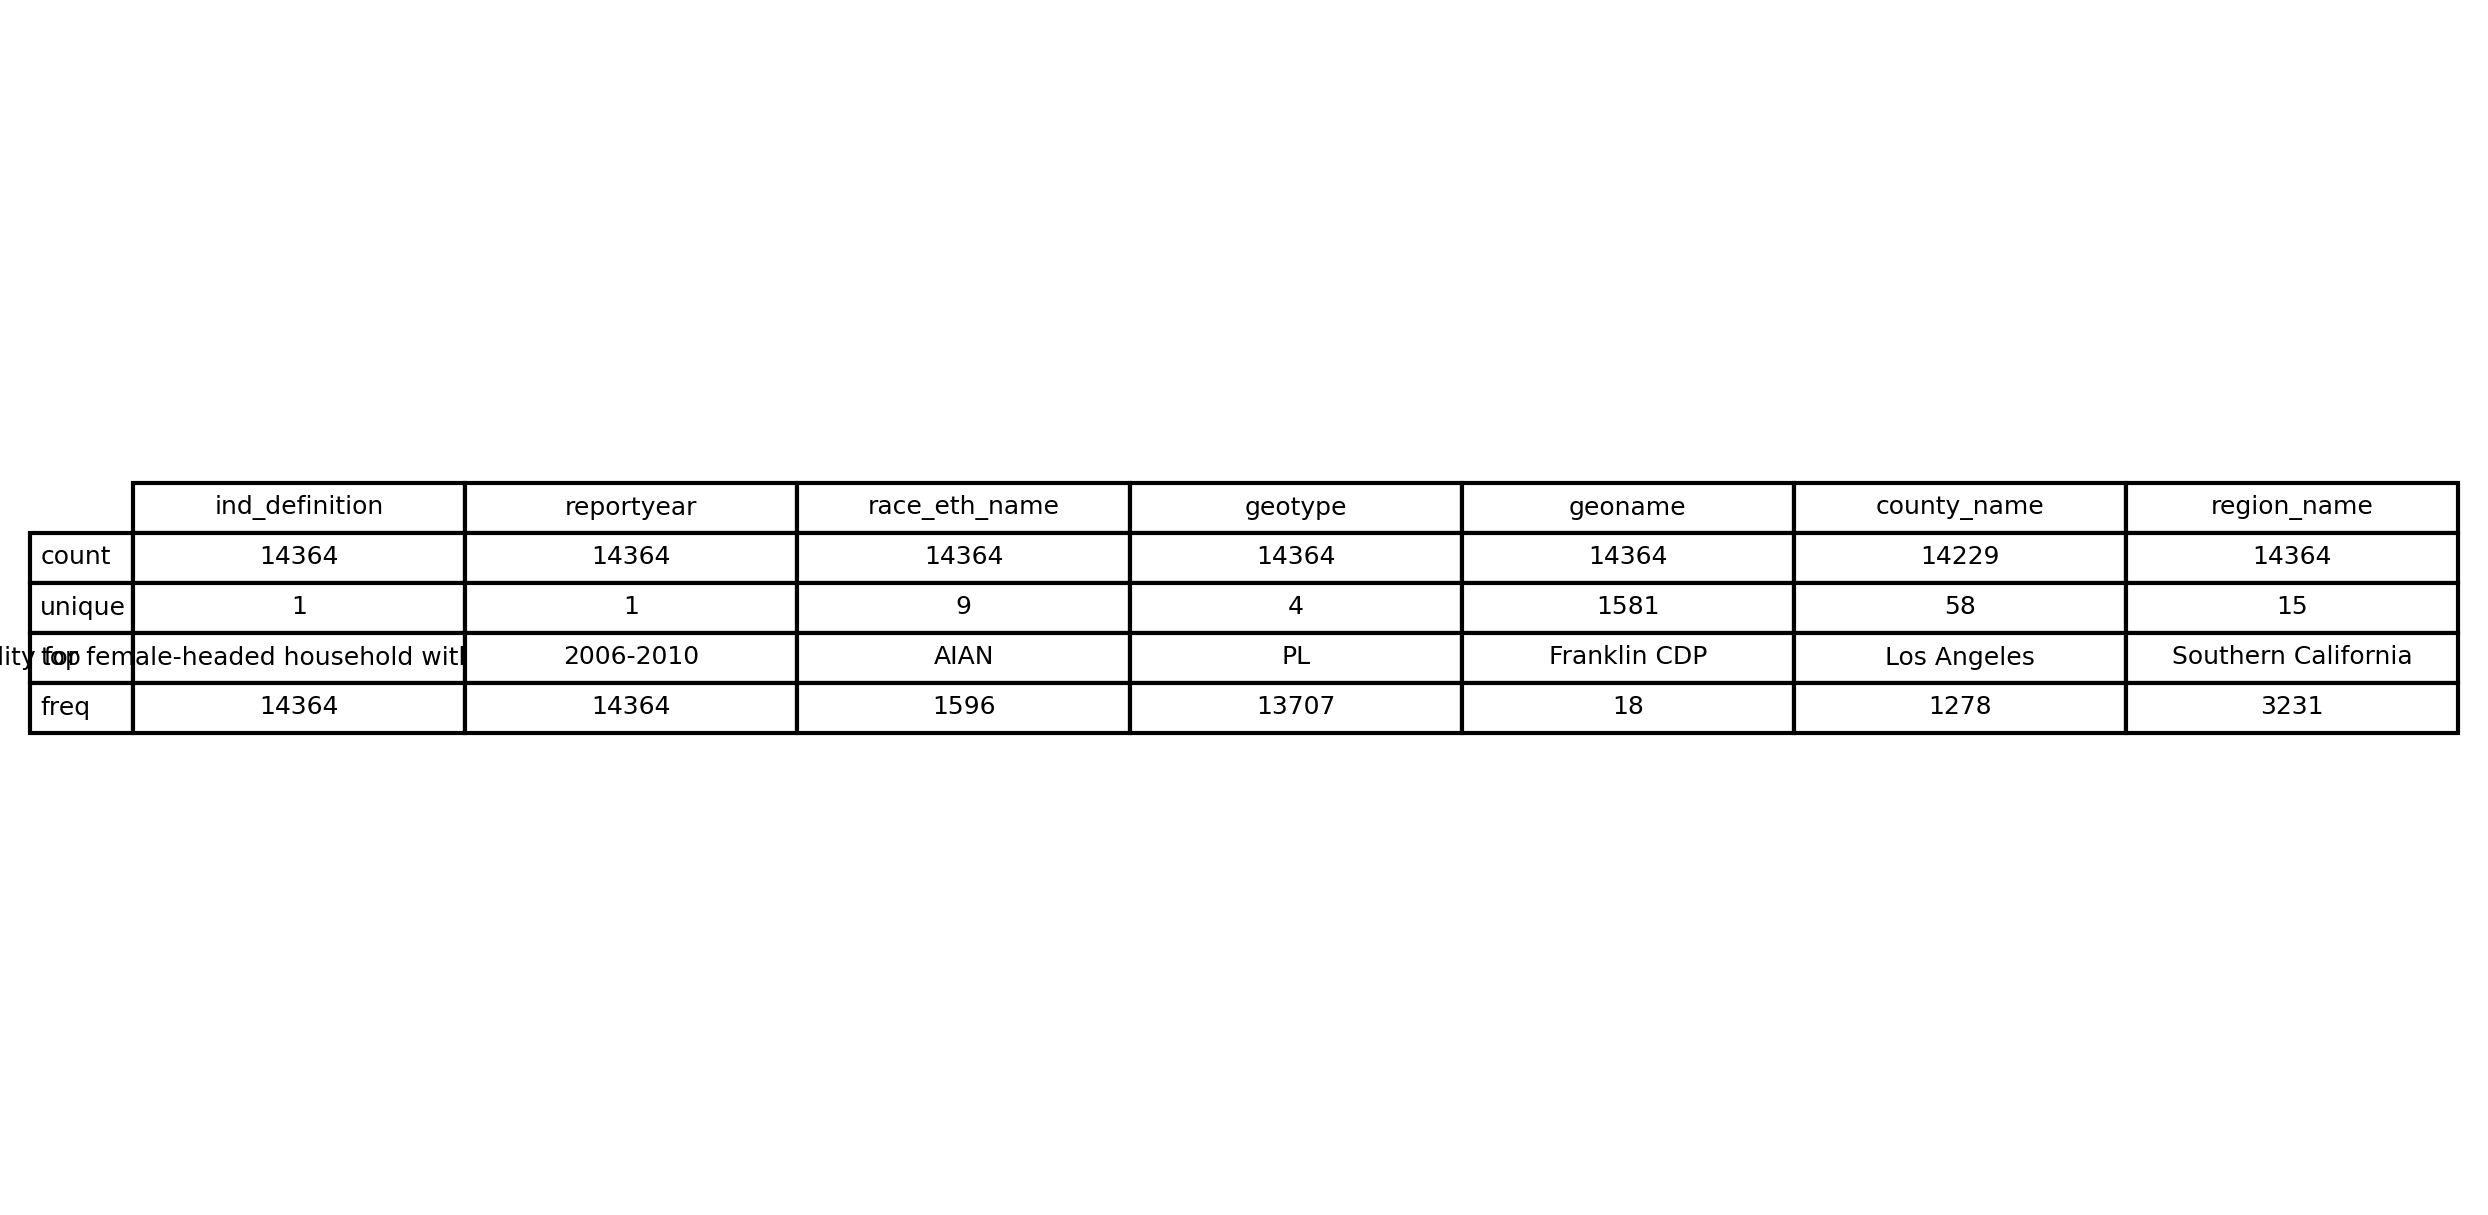 ind_definition reportyear race_eth_name geotype geoname county_name region_name
count 14364 14364 14364 14364 14364 14229 14364
unique 1 1 9 4 1581 58 15
top for female-headed household 2006-2010 AIAN PL Franklin CDP Los Angeles Southern California
freq 14364 14364 1596 13707 18 1278 3231